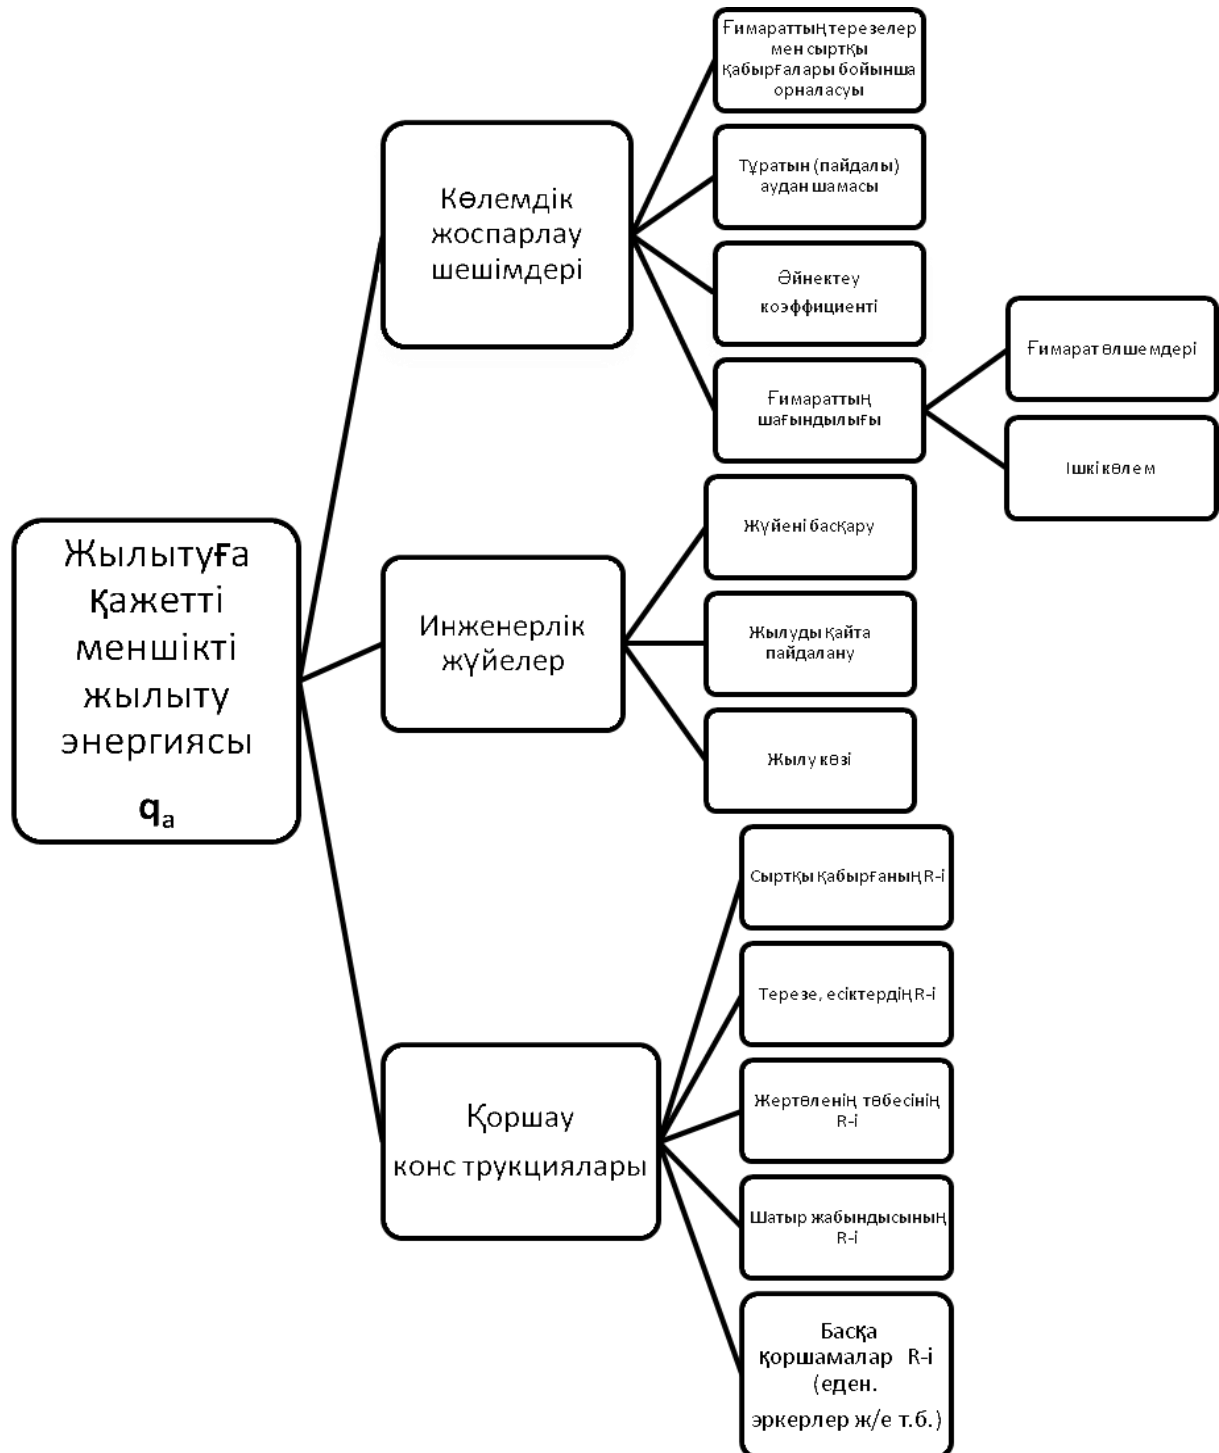 Ғимараттың терезелер
мен сыртқы
қабырғалары бойынша
орналасуы
Көлемдік
жоспарлау
шешімдері
Тұратын (пайдалы)
аудан шамасы
Әйнектеу
коэффициенті
Ғимараттың
шағындылығы
Ғимарат өлшемдері
Ішкі көлем
Жылытуға
қажетті
меншікті
жылыту
энергиясы
qа
Инженерлік
жүйелер
Жүйені басқару
Жылуды қайта
пайдалану
Жылу көзі
Қоршау
конс трукциялары
Сыртқы қабырғаның R-і
Терезе, есіктердің R-і
Жертөленің төбесінің
R-і
Шатыр жабындысының
R-і
Басқа
қоршамалар R-і
(еден.
эркерлер ж/е т.б.)